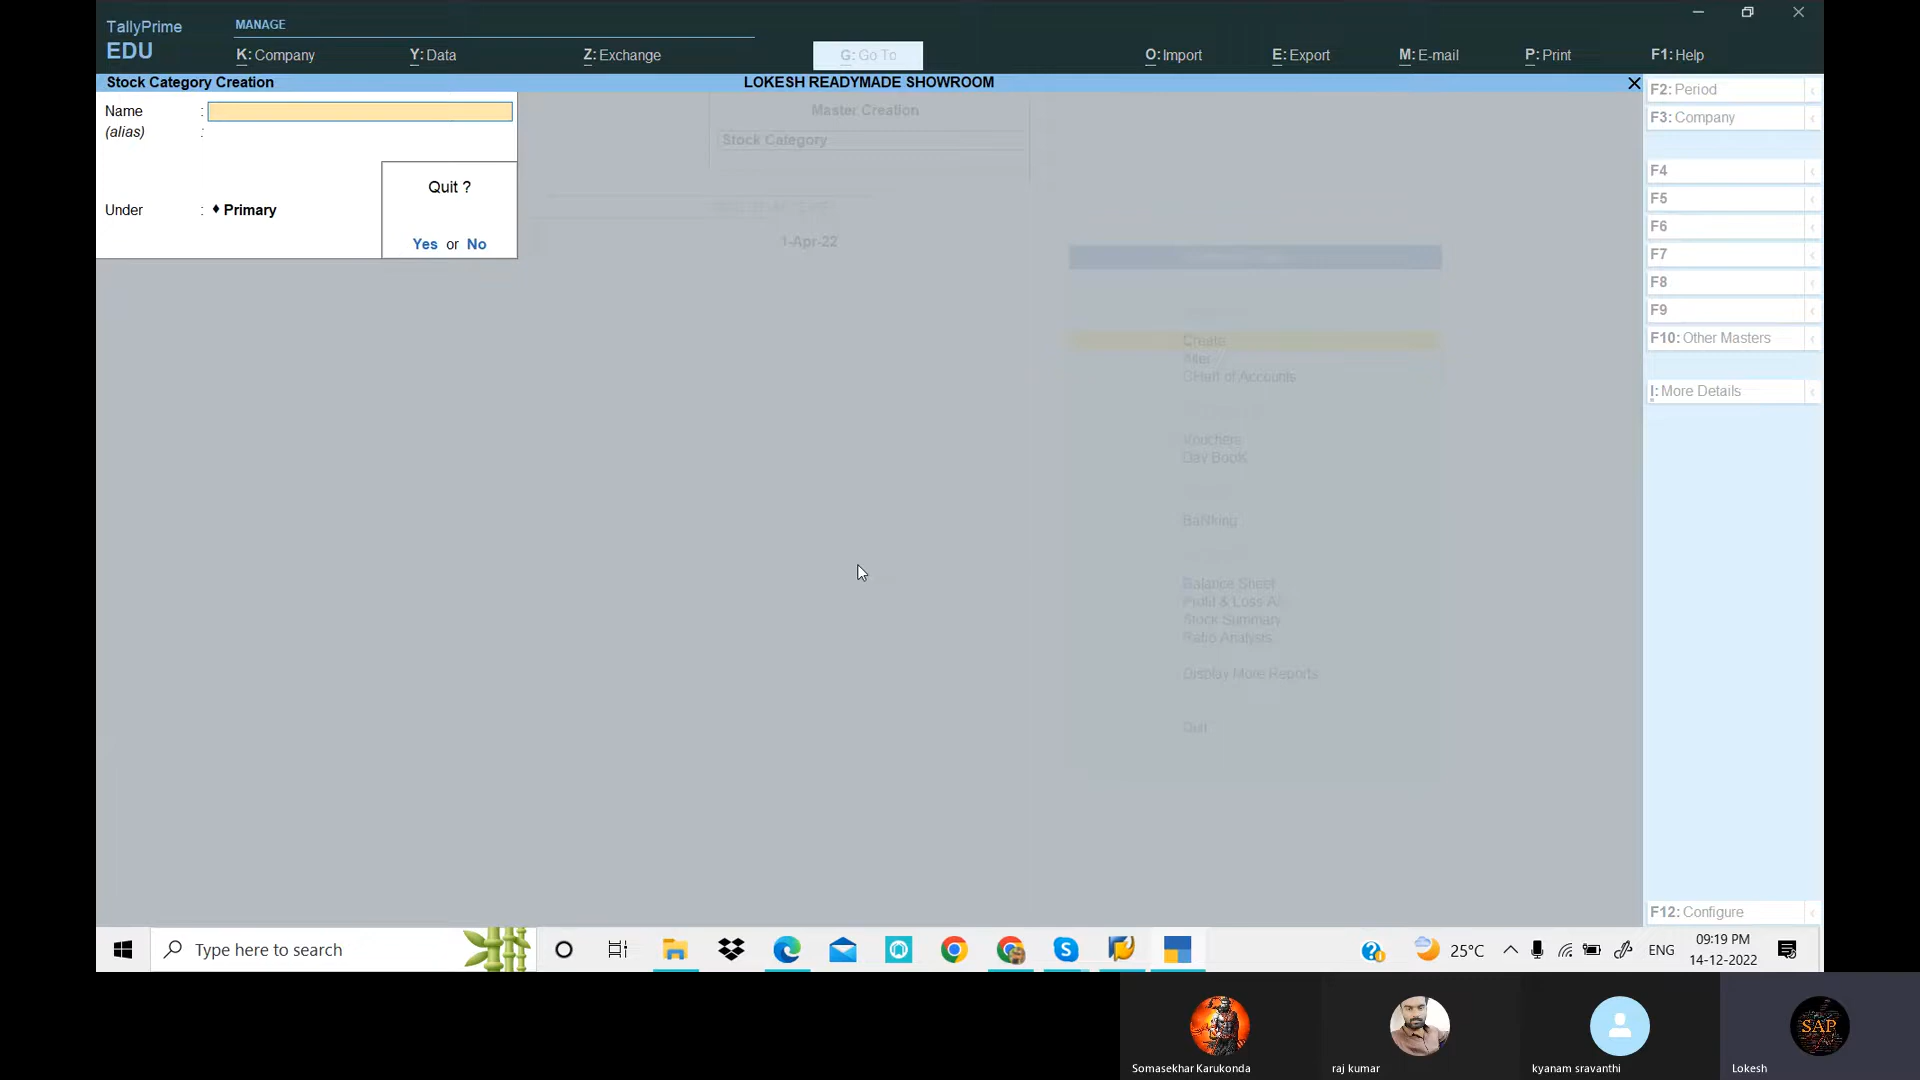 TallyPrime
EDU
MANAGE
K: Company
Y: Data
Z: Exchange
G: Go To
O: Import
E: Export
M: E-mail
P: Print
F1: Help
Stock Category Creation
LOKESH READYMADE SHOWROOM
Name :
(alias) :
Under : ♦ Primary
Quit ?
Yes or No
Master Creation
Stock Category
1-Apr-22
Create
Alter
CHart of Accounts
Vouchers
Day BooK
BaNking
Balance Sheet
Profit & Loss A/c
Stock Summary
Ratio Analysis
Display More Reports
Quit
F2: Period
F3: Company
F4
F5
F6
F7
F8
F9
F10: Other Masters
I: More Details
F12: Configure
Type here to search
25°C
ENG
09:19 PM
14-12-2022
SAP
Somasekhar Karukonda
raj kumar
kyanam sravanthi
Lokesh